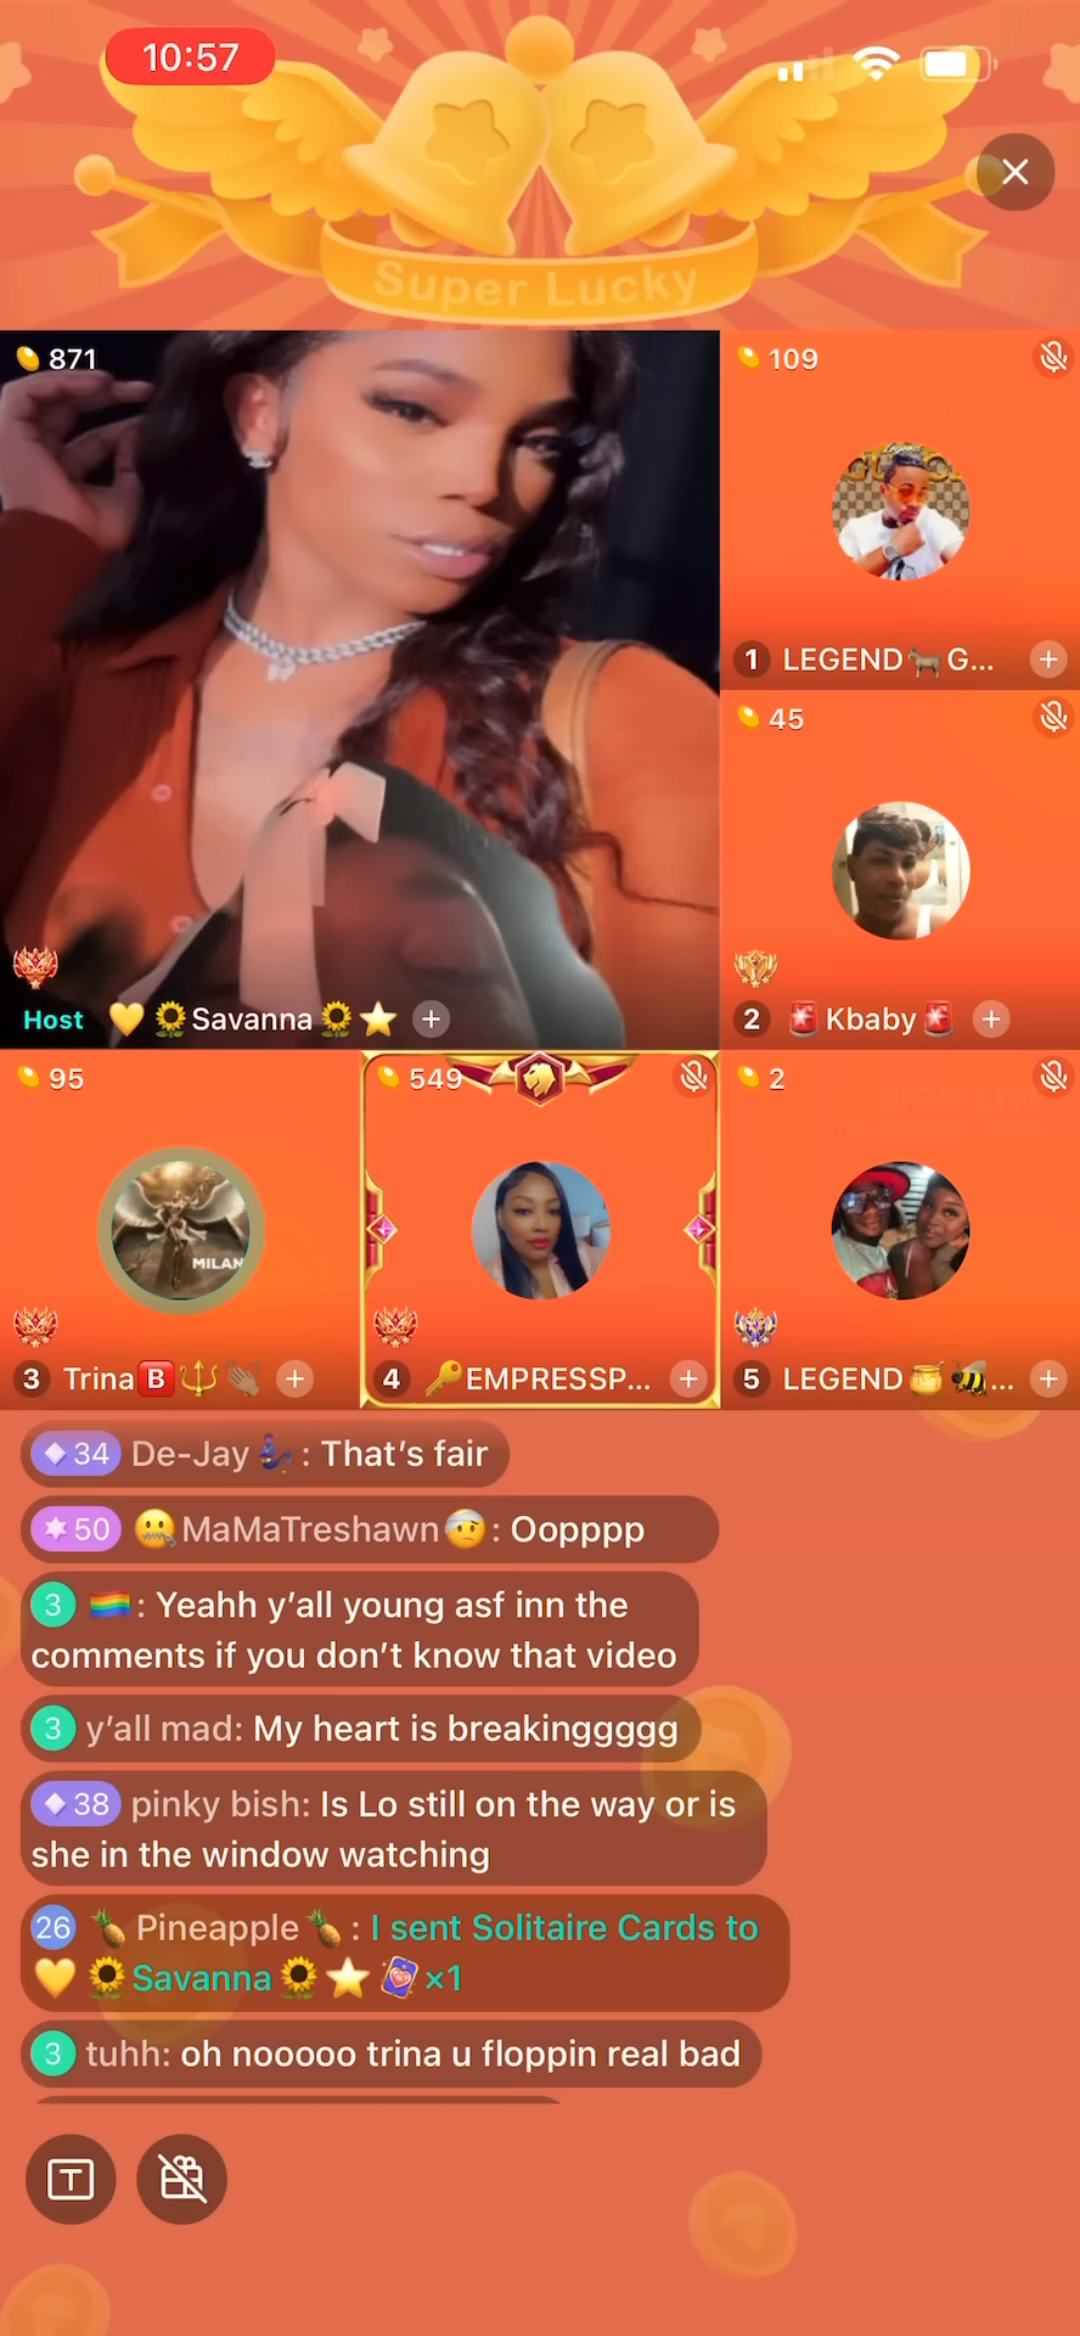 10:57
Super Lucky
871
109
1 LEGEND🐐G...
45
Host 💛🌻Savanna🌻⭐
2 🚨Kbaby🚨
95
549
2
MILAN
3 Trina🅱️🔱👏🏽
4 🔑EMPRESSP...
5 LEGEND🍯🐝...
34 De-Jay🧞‍♂️: That’s fair
50 🤐MaMaTreshawn🤕: Oopppp
3 🏳️‍🌈: Yeahh y’all young asf inn the
comments if you don’t know that video
3 y’all mad: My heart is breakinggggg
38 pinky bish: Is Lo still on the way or is
she in the window watching
26 🍍Pineapple🍍: I sent Solitaire Cards to
💛🌻Savanna🌻⭐ ×1
3 tuhh: oh nooooo trina u floppin real bad
T